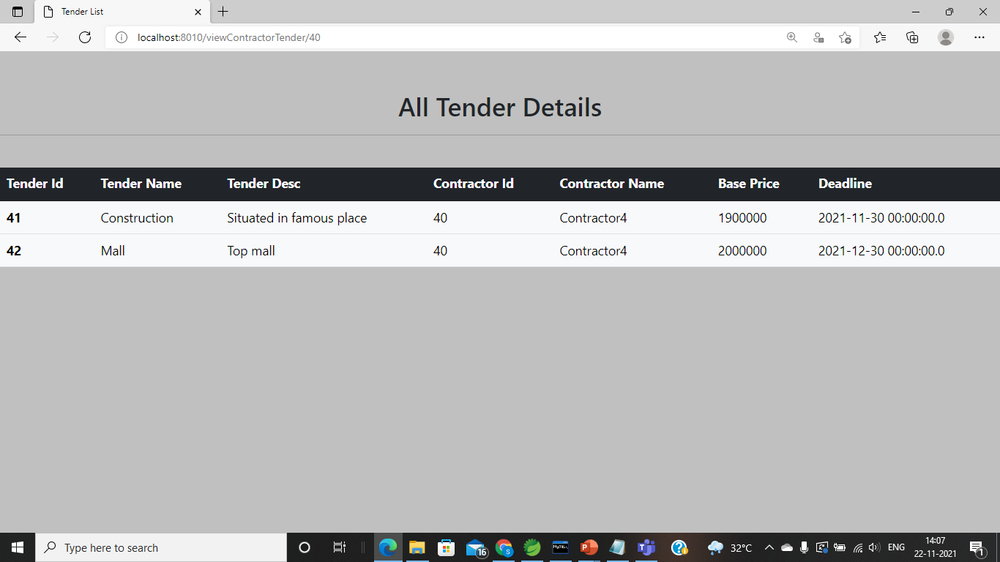 Tender List
localhost:8010/viewContractorTender/40
All Tender Details
Tender Id Tender Name Tender Desc Contractor Id Contractor Name Base Price Deadline
41 Construction Situated in famous place 40 Contractor4 1900000 2021-11-30 00:00:00.0
42 Mall Top mall 40 Contractor4 2000000 2021-12-30 00:00:00.0
Type here to search
16
S
MySQL
P
T
32°C
ENG
14:07
22-11-2021
1